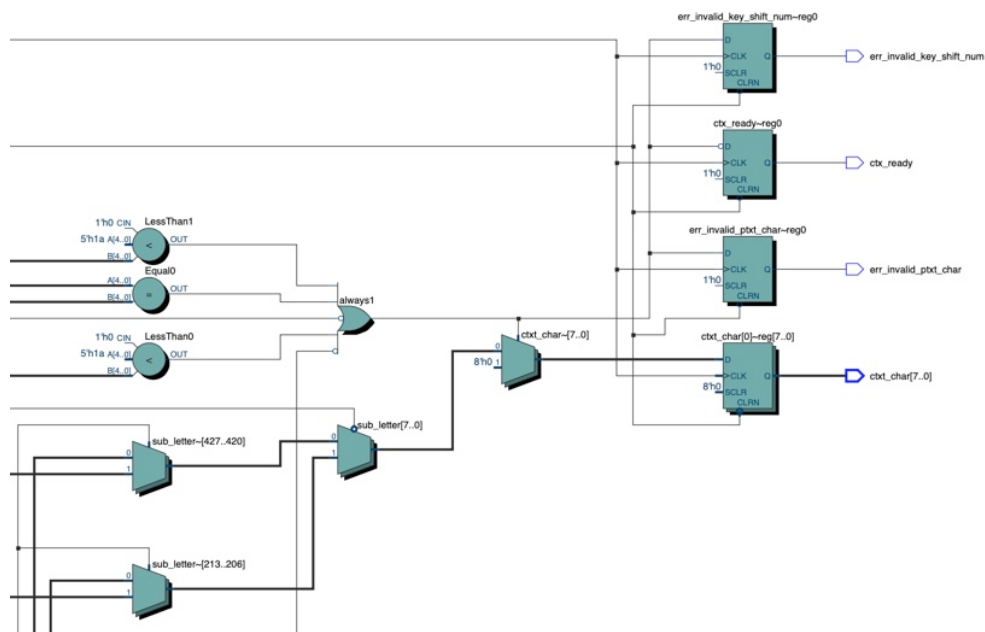 err_invalid_key_shift_num~reg0
D
>CLK Q
1'h0 SCLR
CLRN
err_invalid_key_shift_num
ctx_ready~reg0
D
>CLK Q
1'h0 SCLR
CLRN
ctx_ready
LessThan1
1'h0 CIN
5'h1a A[4..0]
B[4..0]
<
OUT
Equal0
A[4..0]
B[4..0]
=
OUT
LessThan0
1'h0 CIN
5'h1a A[4..0]
B[4..0]
<
OUT
always1
err_invalid_ptxt_char~reg0
D
>CLK Q
1'h0 SCLR
CLRN
err_invalid_ptxt_char
ctxt_char~[7..0]
0
8'h0 1
ctxt_char[0]~reg[7..0]
D
>CLK Q
8'h0 SCLR
CLRN
ctxt_char[7..0]
sub_letter~[427..420]
0
1
sub_letter[7..0]
0
1
sub_letter~[213..206]
0
1